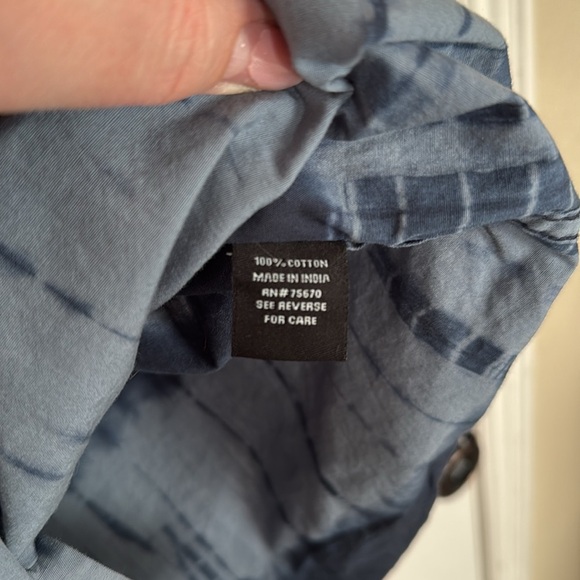 100% COTTON
MADE IN INDIA
RN# 75670
SEE REVERSE
FOR CARE